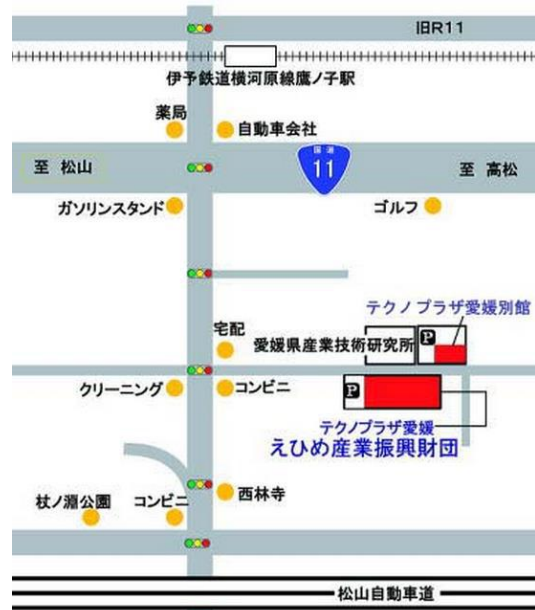 旧R11
伊予鉄道横河原線鷹ノ子駅
薬局
自動車会社
至 松山
国道
11
至 高松
ガソリンスタンド
ゴルフ
テクノプラザ愛媛別館
宅配
愛媛県産業技術研究所
P
クリーニング
コンビニ
P
テクノプラザ愛媛
えひめ産業振興財団
西林寺
杖ノ淵公園
コンビニ
松山自動車道